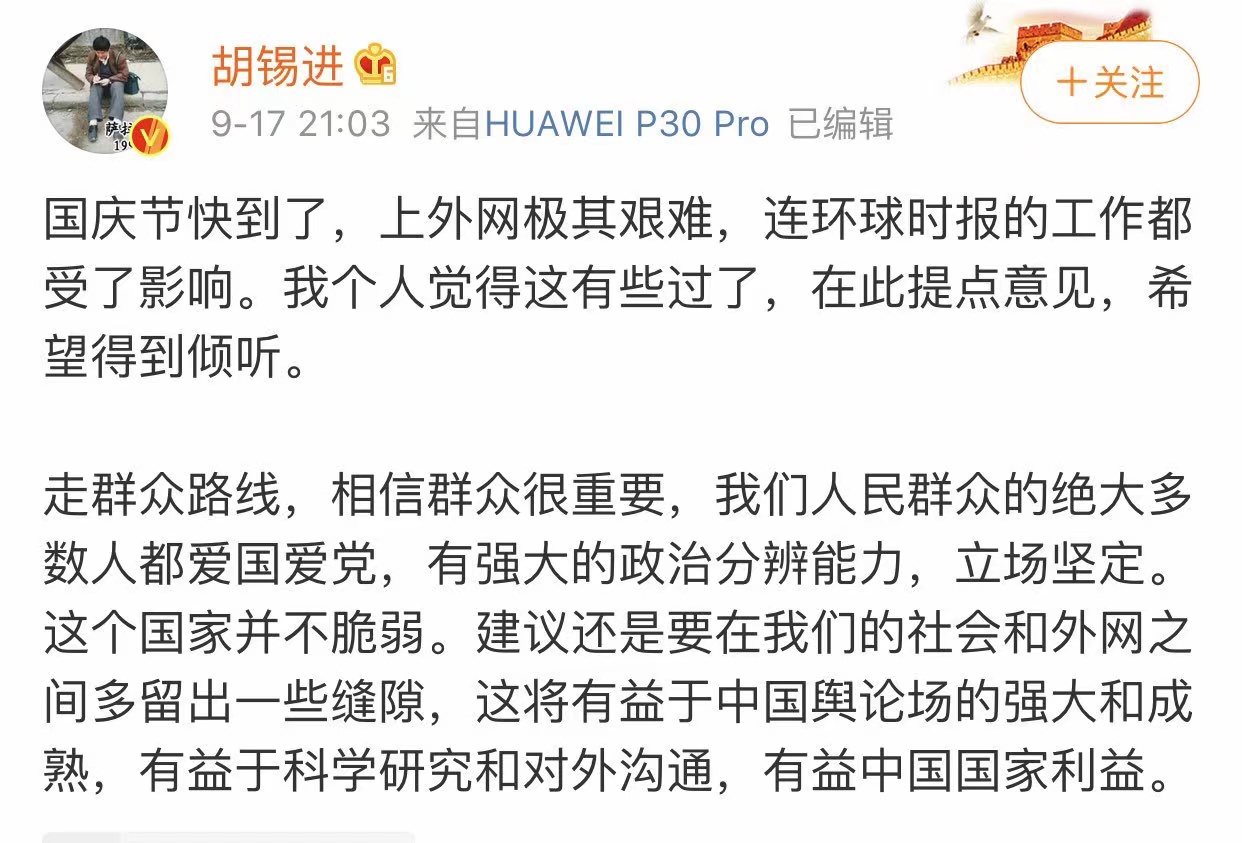 胡锡进
9-17 21:03 来自HUAWEI P30 Pro 已编辑
+关注
国庆节快到了，上外网极其艰难，连环球时报的工作都
受了影响。我个人觉得这有些过了，在此提点意见，希
望得到倾听。
走群众路线，相信群众很重要，我们人民群众的绝大多
数人都爱国爱党，有强大的政治分辨能力，立场坚定。
这个国家并不脆弱。建议还是要在我们的社会和外网之
间多留出一些缝隙，这将有益于中国舆论场的强大和成
熟，有益于科学研究和对外沟通，有益中国国家利益。